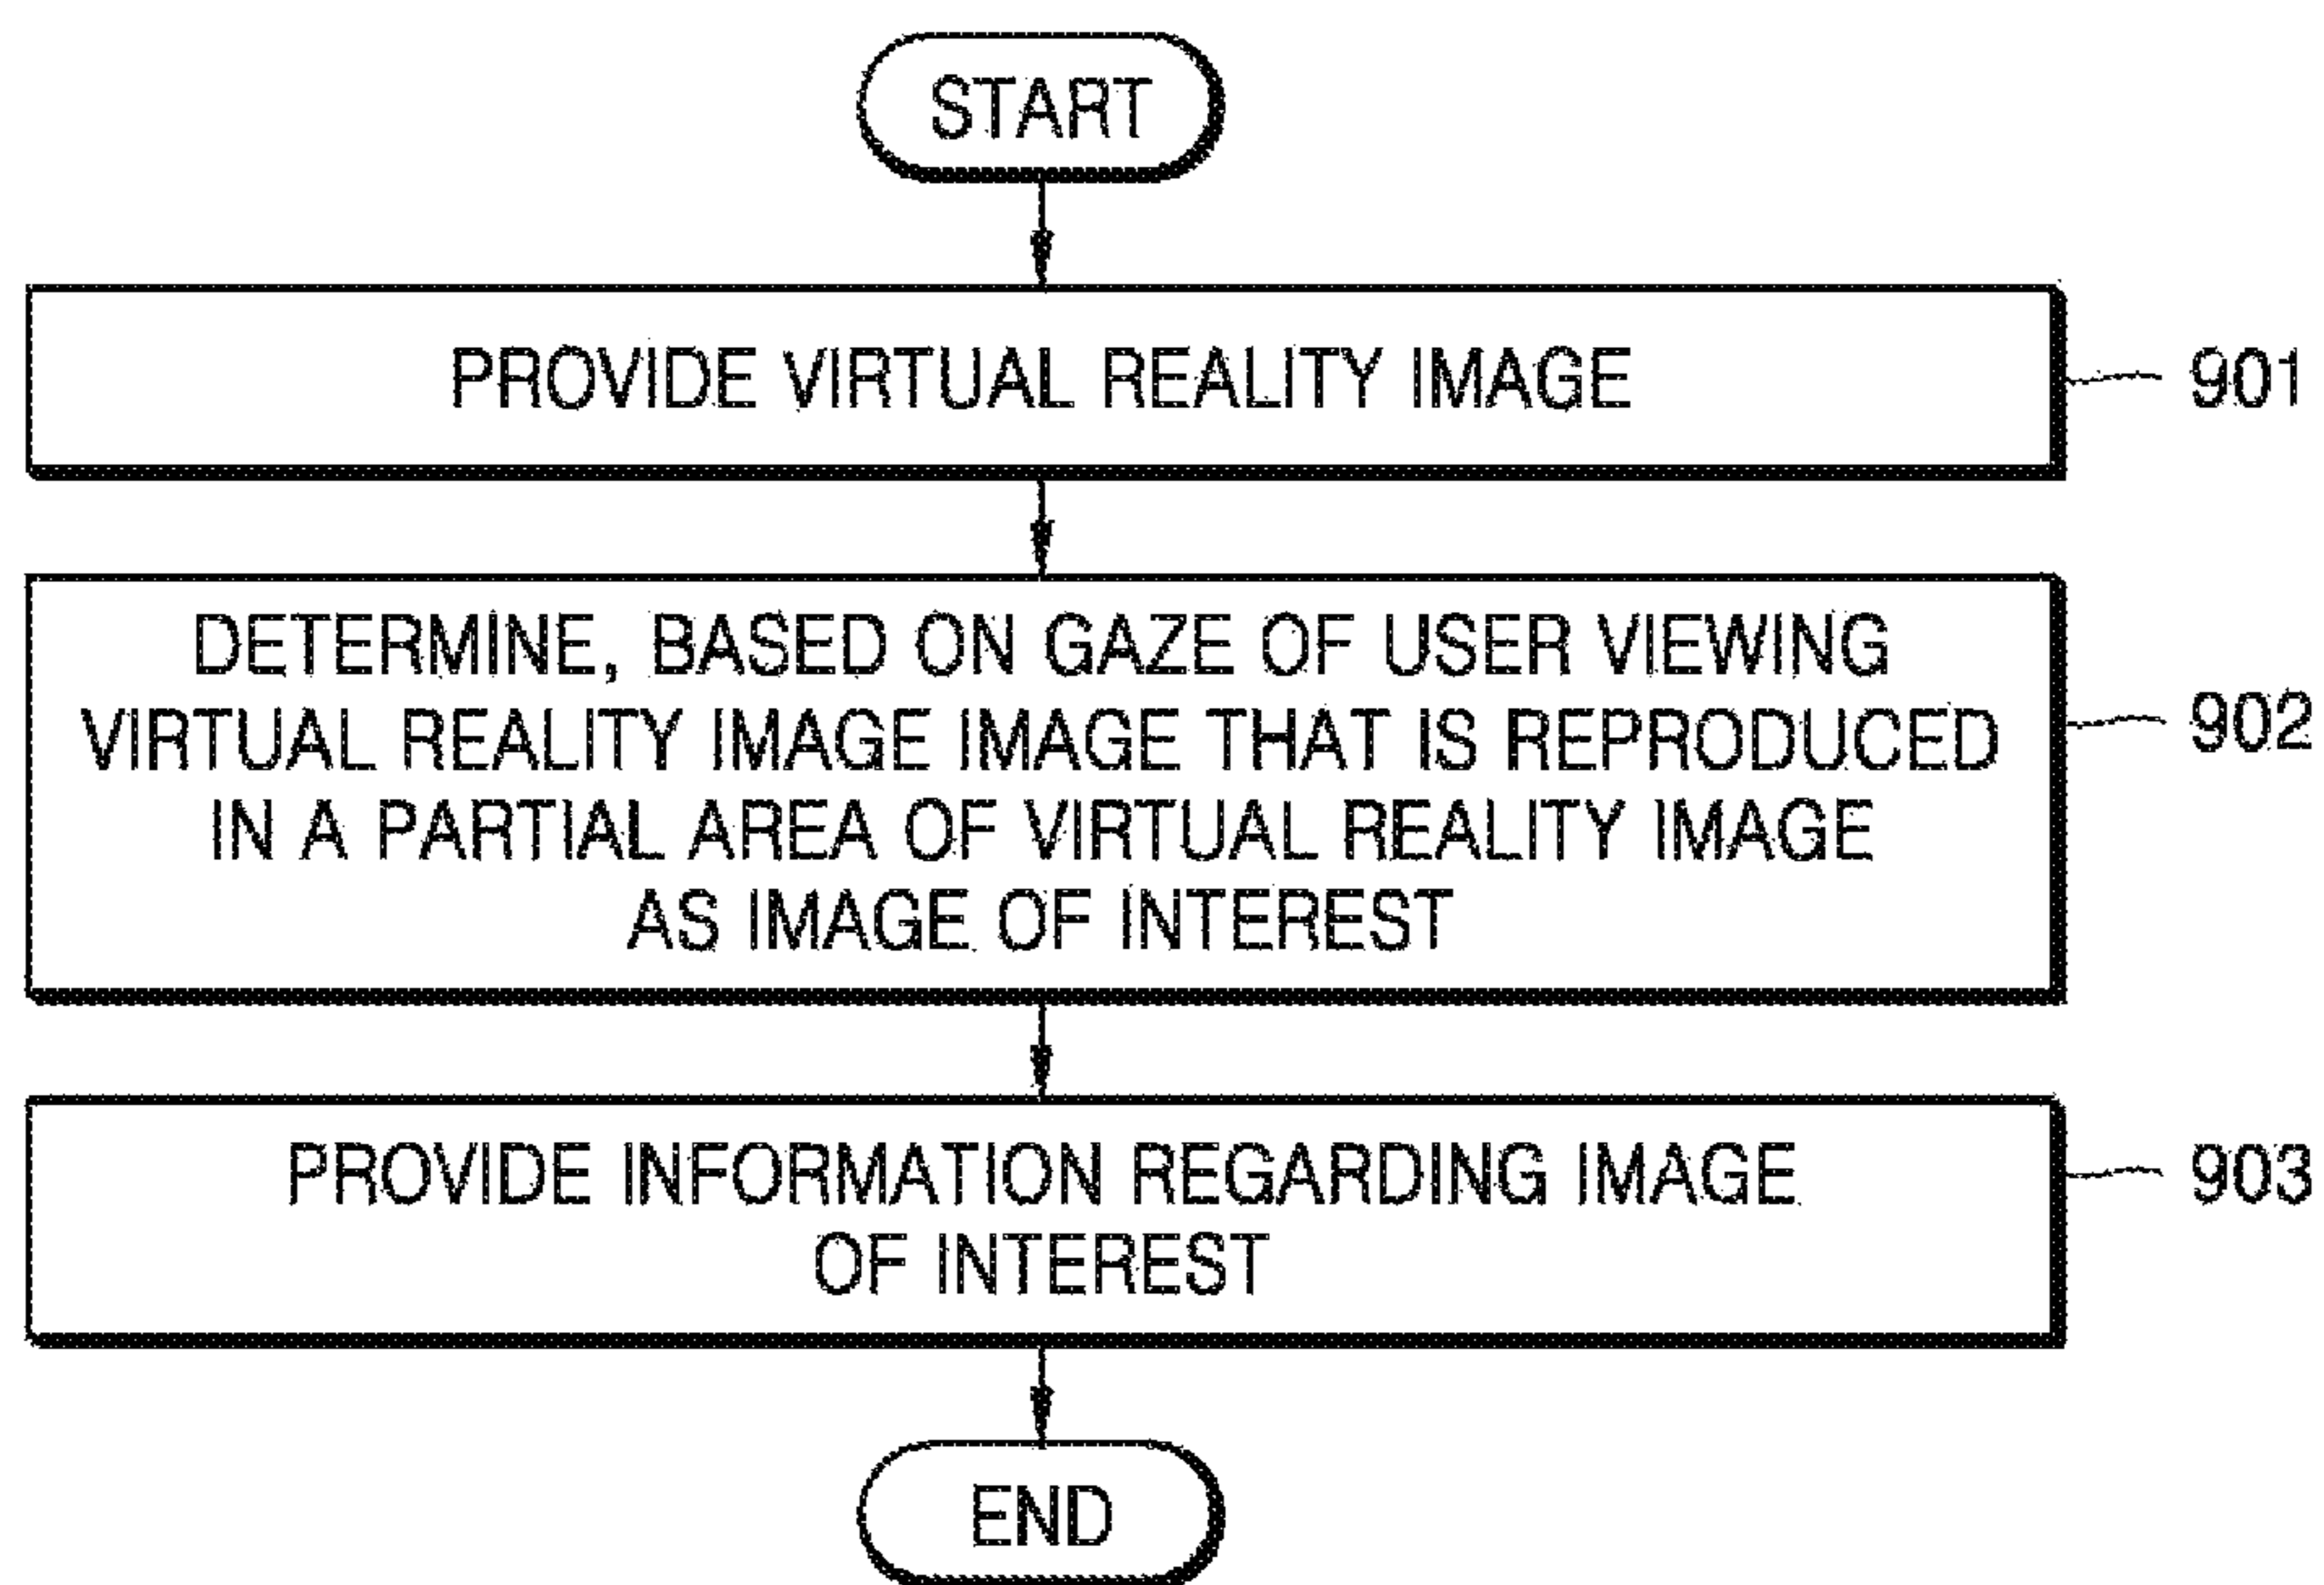 START
PROVIDE VIRTUAL REALITY IMAGE
901
DETERMINE, BASED ON GAZE OF USER VIEWING
VIRTUAL REALITY IMAGE IMAGE THAT IS REPRODUCED
IN A PARTIAL AREA OF VIRTUAL REALITY IMAGE
AS IMAGE OF INTEREST
902
PROVIDE INFORMATION REGARDING IMAGE
OF INTEREST
903
END